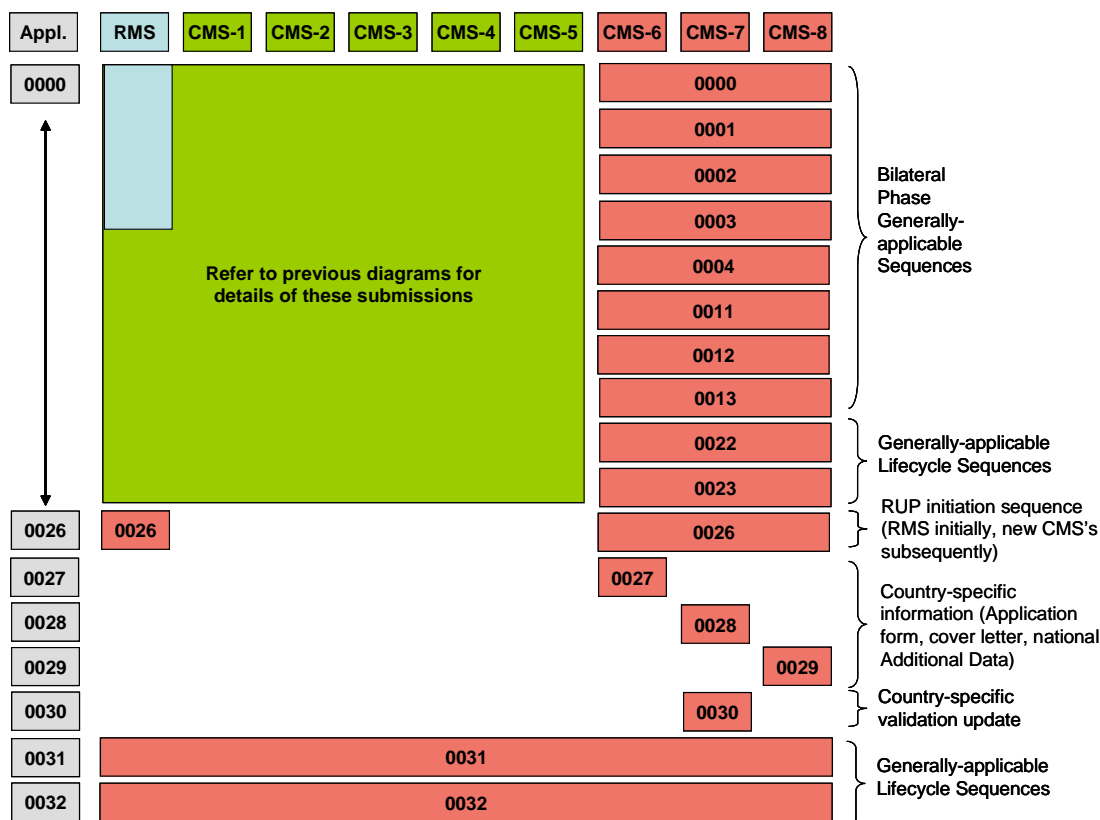 Appl. RMS CMS-1 CMS-2 CMS-3 CMS-4 CMS-5 CMS-6 CMS-7 CMS-8
0000 0000
0001
0002
0003
0004
0011
0012
0013
Bilateral
Phase
Generally-
applicable
Sequences
Refer to previous diagrams for
details of these submissions
0022
0023
Generally-applicable
Lifecycle Sequences
0026 0026 0026
RUP initiation sequence
(RMS initially, new CMS's
subsequently)
0027 0027
0028 0028
0029 0029
Country-specific
information (Application
form, cover letter, national
Additional Data)
0030 0030
Country-specific
validation update
0031 0031
0032 0032
Generally-applicable
Lifecycle Sequences